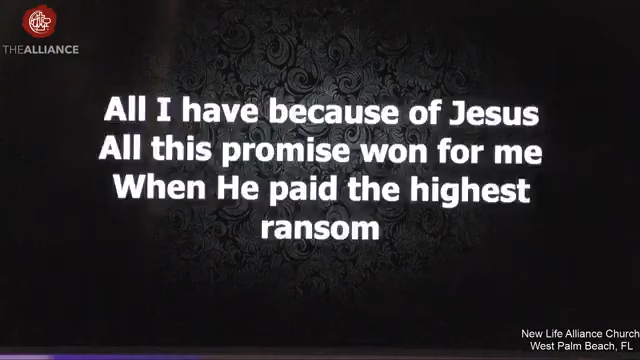 THEALLIANCE
All I have because of Jesus
All this promise won for me
When He paid the highest
ransom
New Life Alliance Church
West Palm Beach, FL